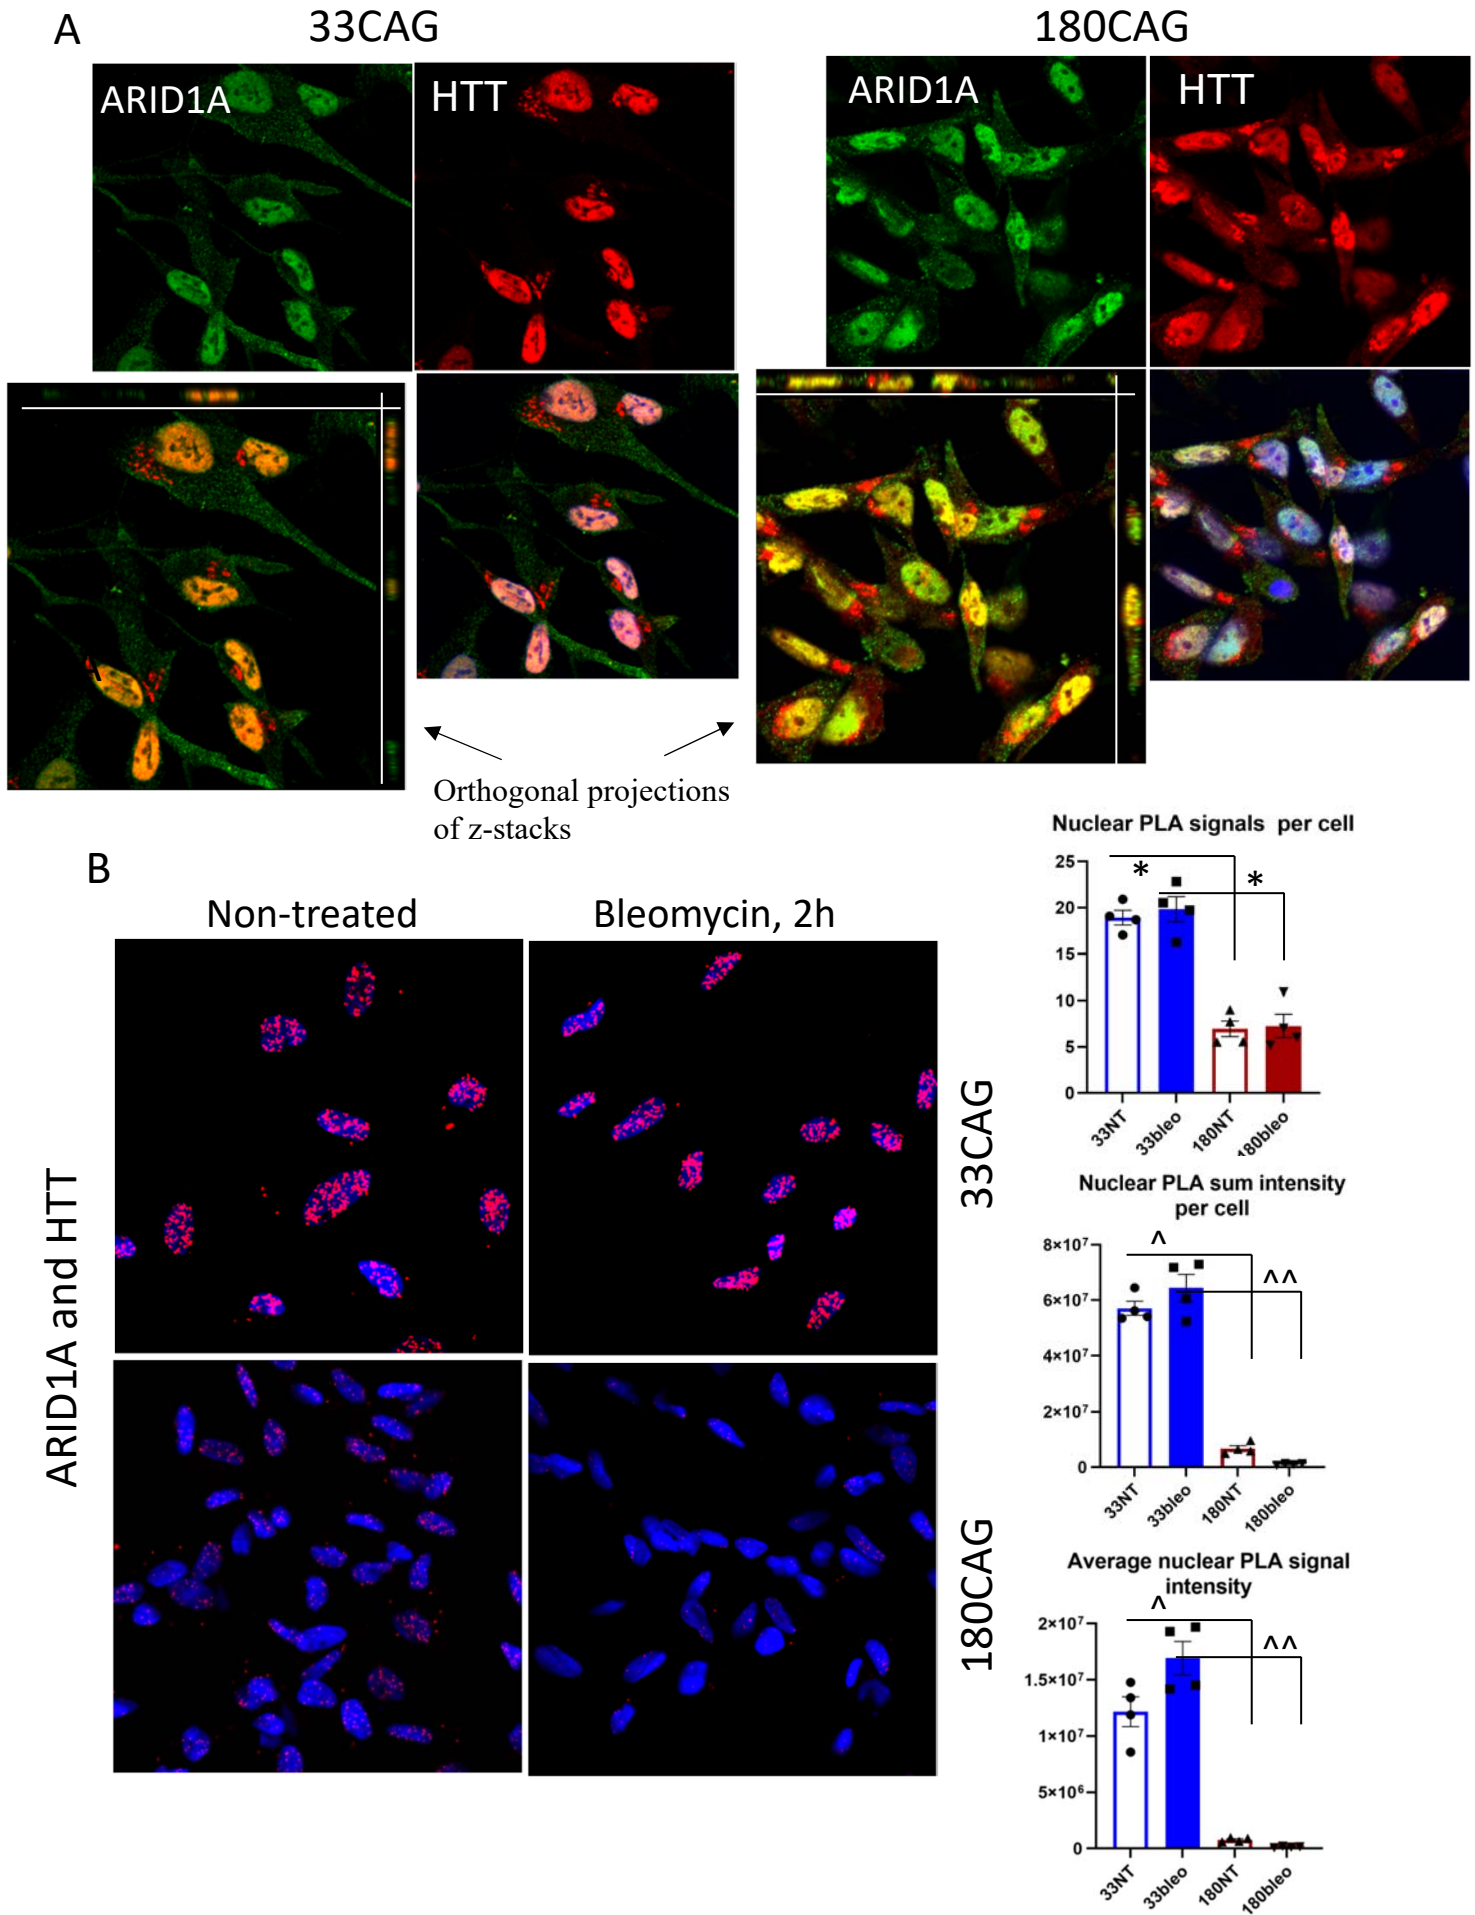 A
33CAG
180CAG
ARID1A
HTT
ARID1A
HTT
A
Orthogonal projections
of z-stacks
B
Non-treated
Bleomycin, 2h
ARID1A and HTT
33CAG
180CAG
Nuclear PLA signals per cell
25
20
15
10
5
0
*
*
33NT
33bleo
180NT
180bleo
Nuclear PLA sum intensity
per cell
8×10⁷
6×10⁷
4×10⁷
2×10⁷
0
^
^^
33NT
33bleo
180NT
180bleo
Average nuclear PLA signal
intensity
2×10⁷
1.5×10⁷
1×10⁷
5×10⁶
0
^
^^
33NT
33bleo
180NT
180bleo